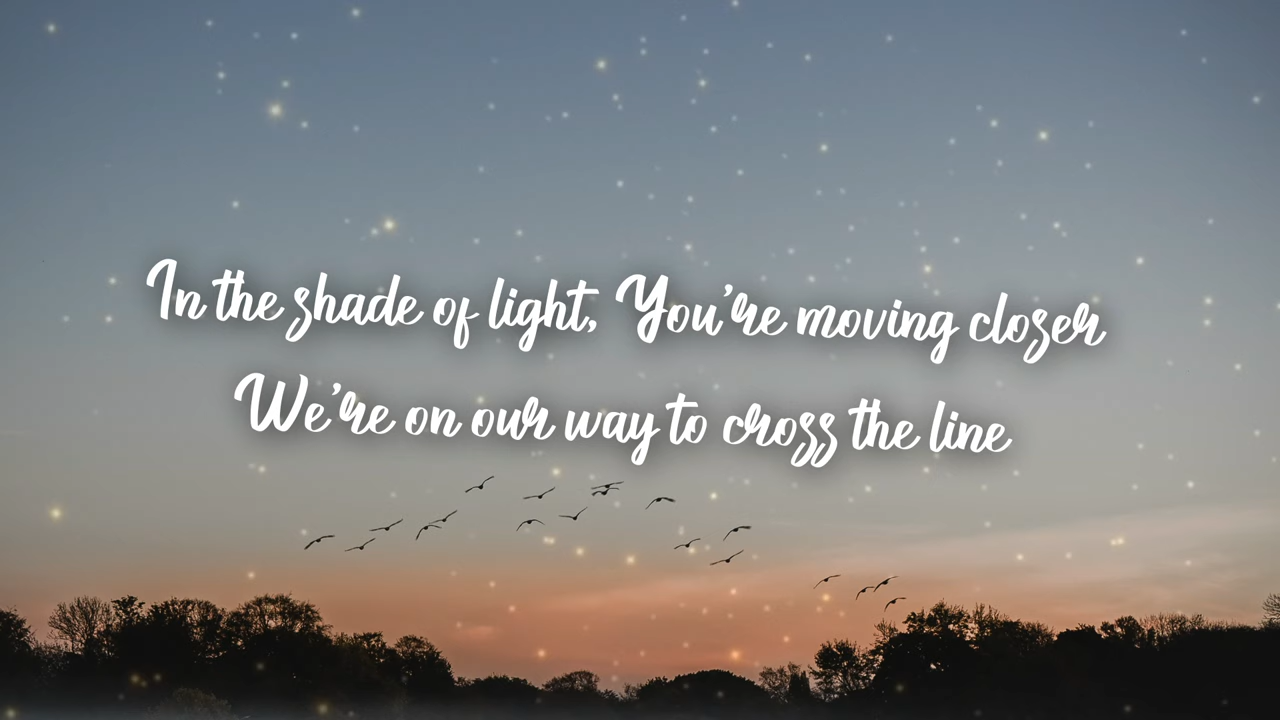 In the shade of light, You're moving closer
We're on our way to cross the line